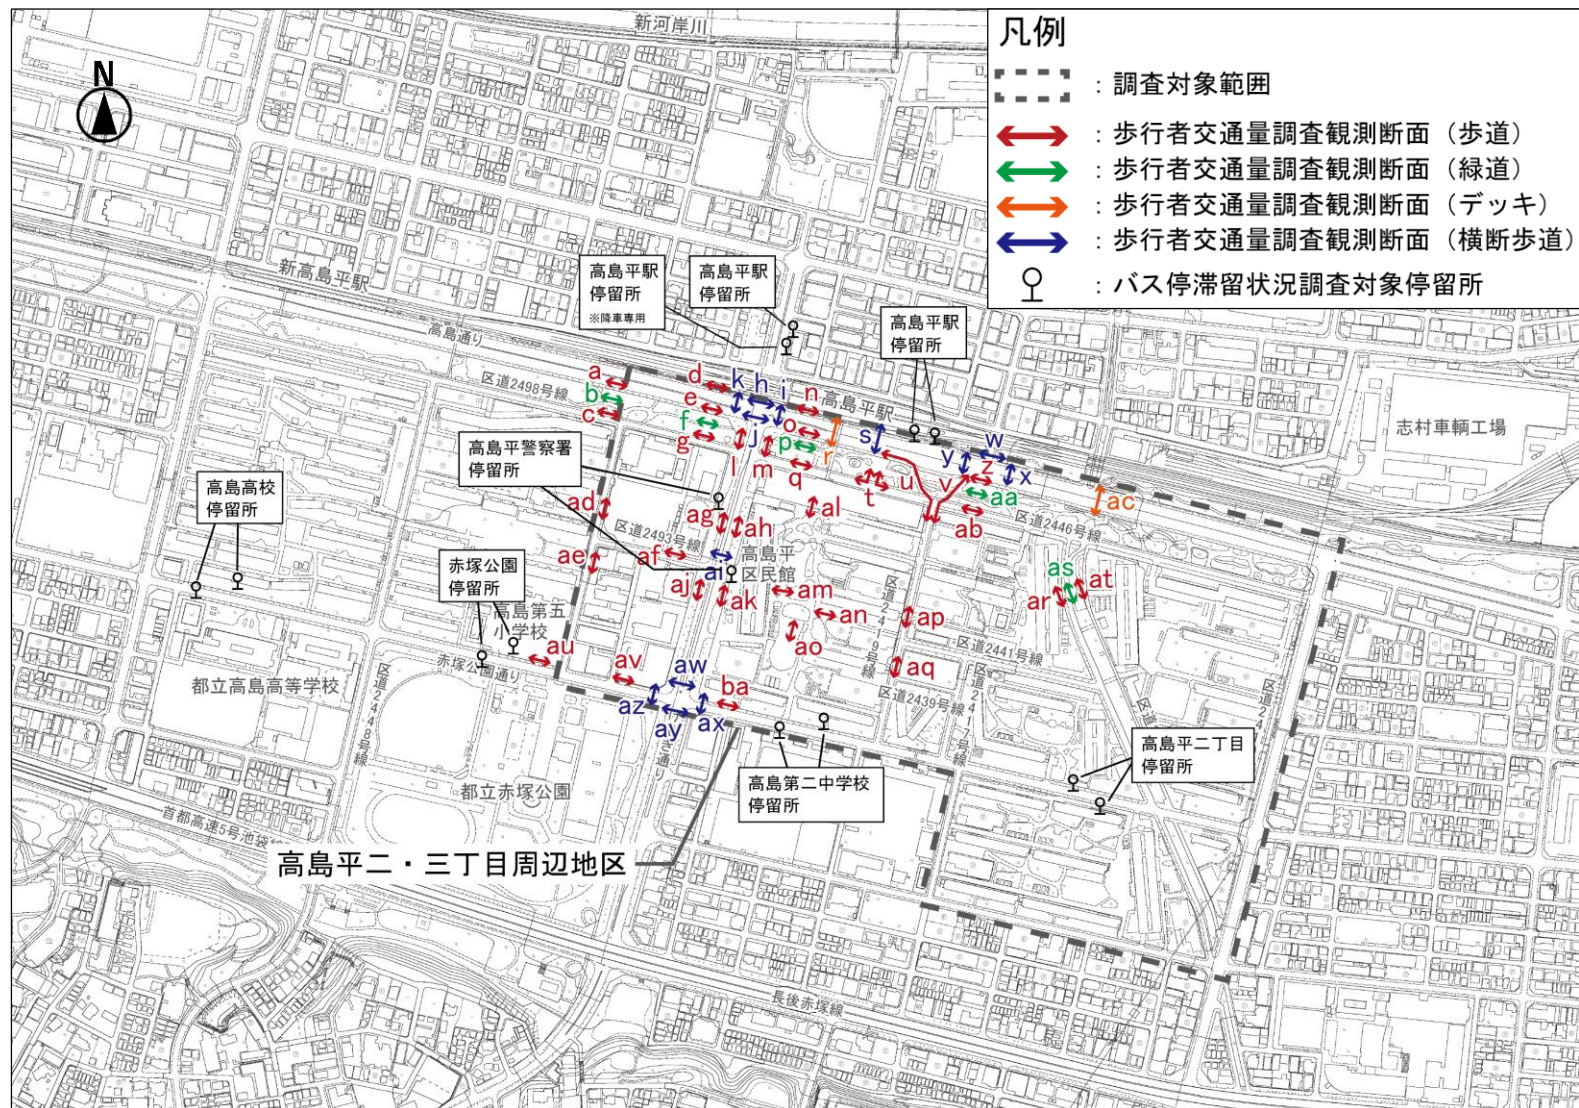 凡例
：調査対象範囲
：歩行者交通量調査観測断面（歩道）
：歩行者交通量調査観測断面（緑道）
：歩行者交通量調査観測断面（デッキ）
：歩行者交通量調査観測断面（横断歩道）
：バス停滞留状況調査対象停留所
N
新河岸川
新高島平駅
高島通り
区道2498号線
高島平駅
停留所
※降車専用
高島平駅
停留所
高島平駅
停留所
高島平駅
志村車輌工場
高島平警察署
停留所
高島高校
停留所
赤塚公園
停留所
a
b
c
d
e
f
g
k
h
i
j
l
m
n
o
p
q
r
s
t
u
v
w
x
y
z
aa
ab
ac
区道2446号線
ad
ae
af
ag
ah
ai
aj
ak
al
am
an
ao
ap
aq
ar
as
at
au
av
aw
ax
ay
az
ba
区道2493号線
高島平
区民館
高島第五
小学校
赤塚公園通り
都立高島高等学校
区道2448号線
区道2419号線
区道2441号線
区道2439号線
区道2417号線
都立赤塚公園
首都高速5号池袋
高島第二中学校
停留所
高島平二丁目
停留所
高島平二・三丁目周辺地区
長後赤塚線